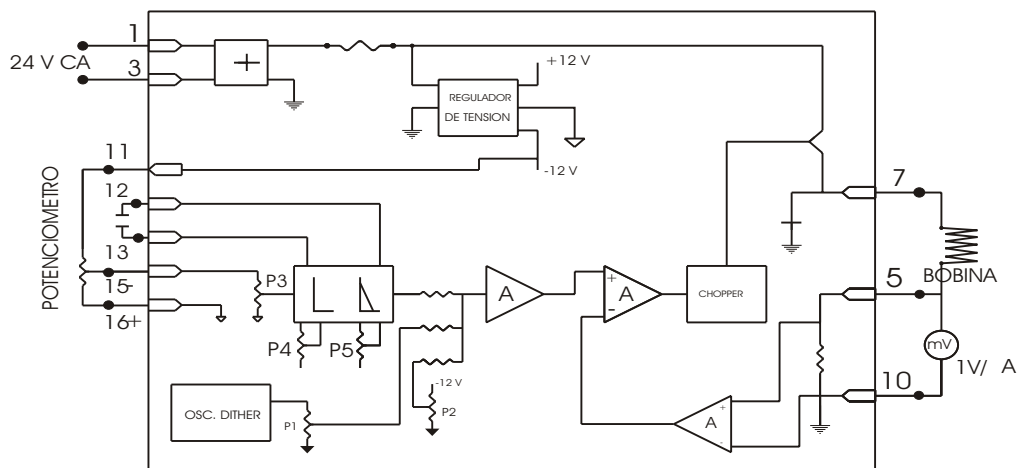 1
24 V CA
3
+
+12 V
REGULADOR
DE TENSION
-12 V
11
12
13
15-
16+
POTENCIOMETRO
P3
P4
P5
A
+
-
A
CHOPPER
7
BOBINA
5
mV
1V/ A
10
OSC. DITHER
P1
-12 V
P2
A
+
-